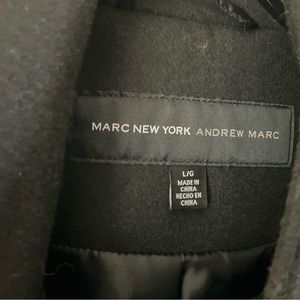 MARC NEW YORK ANDREW MARC
L/G
MADE IN
CHINA
HECHO EN
CHINA